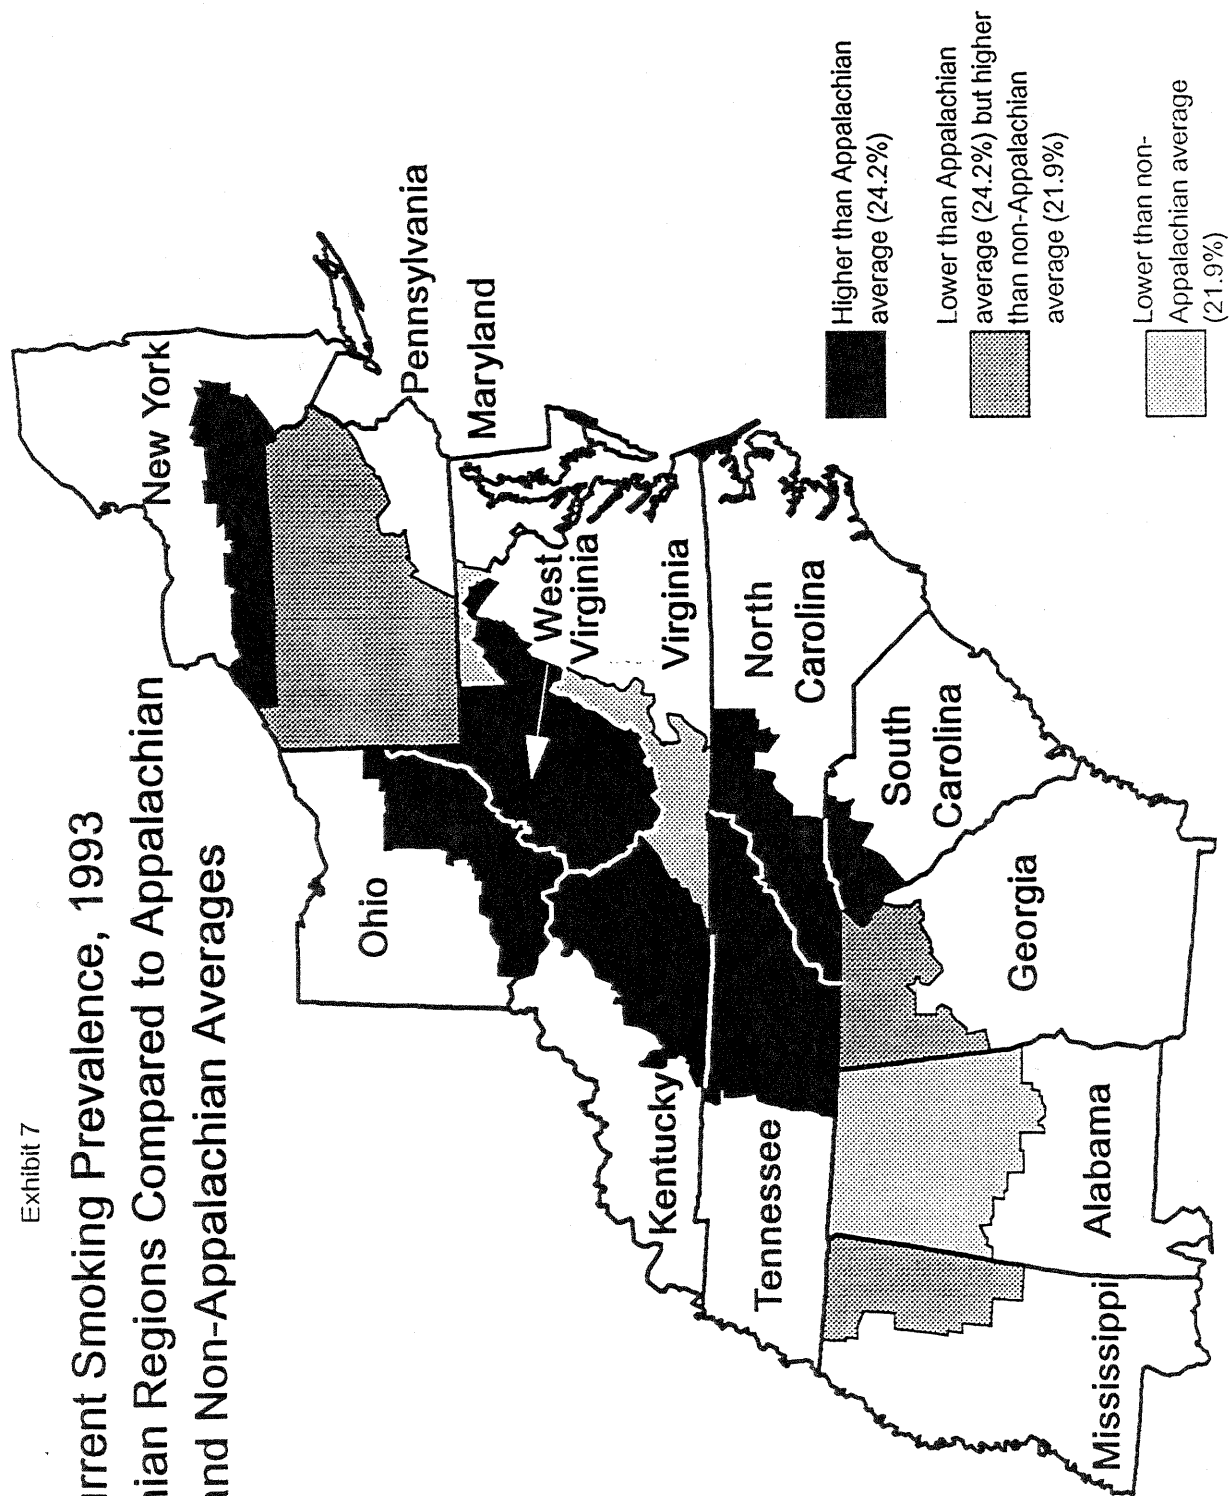 Exhibit 7
rrent Smoking Prevalence, 1993
ian Regions Compared to Appalachian
nd Non-Appalachian Averages
New York
Pennsylvania
Maryland
Ohio
West
Virginia
Virginia
Kentucky
North
Carolina
Tennessee
South
Carolina
Georgia
Alabama
Mississippi
Higher than Appalachian
average (24.2%)
Lower than Appalachian
average (24.2%) but higher
than non-Appalachian
average (21.9%)
Lower than non-
Appalachian average
(21.9%)